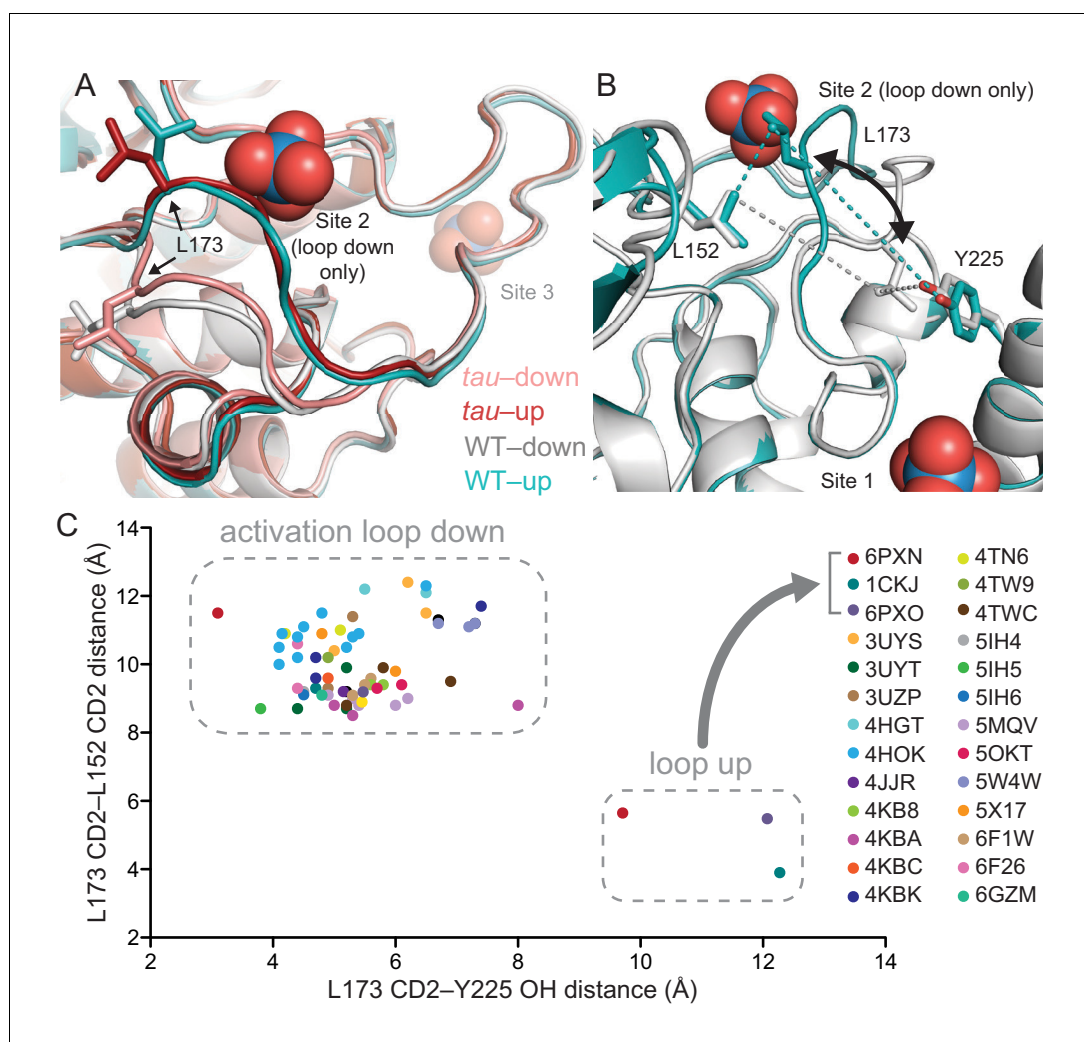 A
L173
Site 2
(loop down
only)
Site 3
tau–down
tau–up
WT–down
WT–up
B
Site 2 (loop down only)
L173
L152
Y225
Site 1
C
activation loop down
loop up
L173 CD2–L152 CD2 distance (Å)
14
12
10
8
6
4
2
2 4 6 8 10 12 14
L173 CD2–Y225 OH distance (Å)
6PXN 4TN6
1CKJ 4TW9
6PXO 4TWC
3UYS 5IH4
3UYT 5IH5
3UZP 5IH6
4HGT 5MQV
4HOK 5OKT
4JJR 5W4W
4KB8 5X17
4KBA 6F1W
4KBC 6F26
4KBK 6GZM